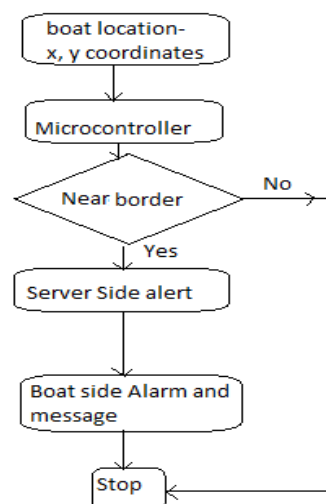 boat location-
x, y coordinates
Microcontroller
Near border
No
Yes
Server Side alert
Boat side Alarm and
message
Stop